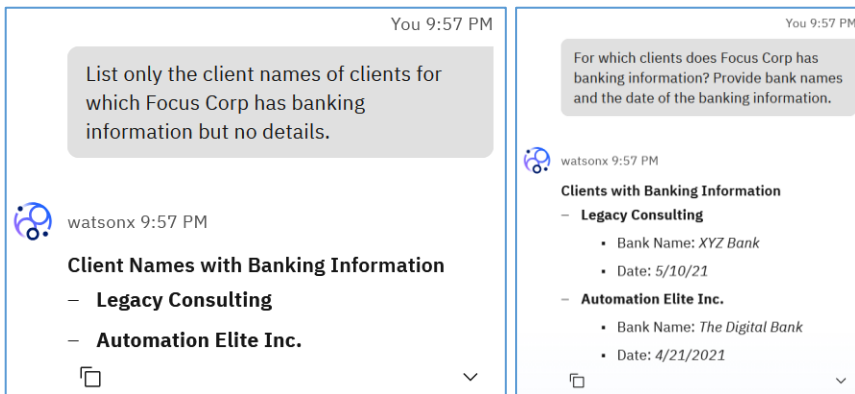 You 9:57 PM
List only the client names of clients for
which Focus Corp has banking
information but no details.
watsonx 9:57 PM
Client Names with Banking Information
– Legacy Consulting
– Automation Elite Inc.
You 9:57 PM
For which clients does Focus Corp has
banking information? Provide bank names
and the date of the banking information.
watsonx 9:57 PM
Clients with Banking Information
– Legacy Consulting
▪ Bank Name: XYZ Bank
▪ Date: 5/10/21
– Automation Elite Inc.
▪ Bank Name: The Digital Bank
▪ Date: 4/21/2021